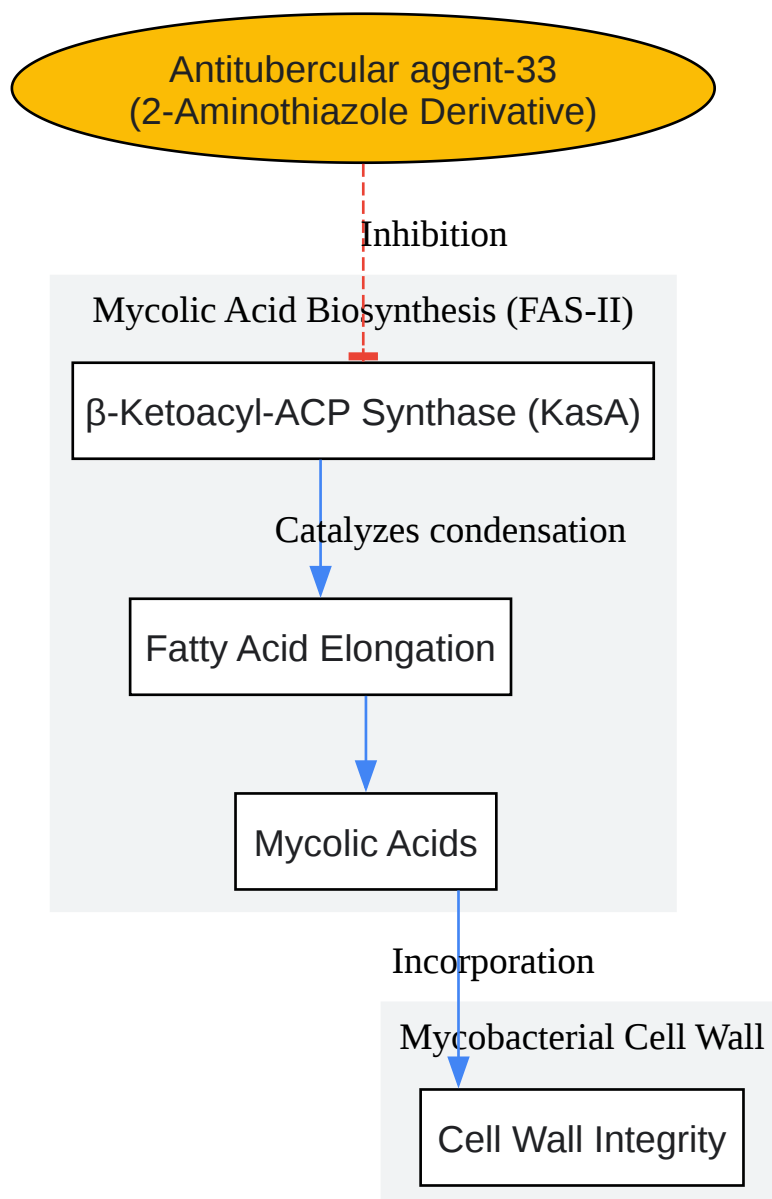 Antitubercular agent-33
(2-Aminothiazole Derivative)
Inhibition
Mycolic Acid Biosynthesis (FAS-II)
β-Ketoacyl-ACP Synthase (KasA)
Catalyzes condensation
Fatty Acid Elongation
Mycolic Acids
Incorporation
Mycobacterial Cell Wall
Cell Wall Integrity